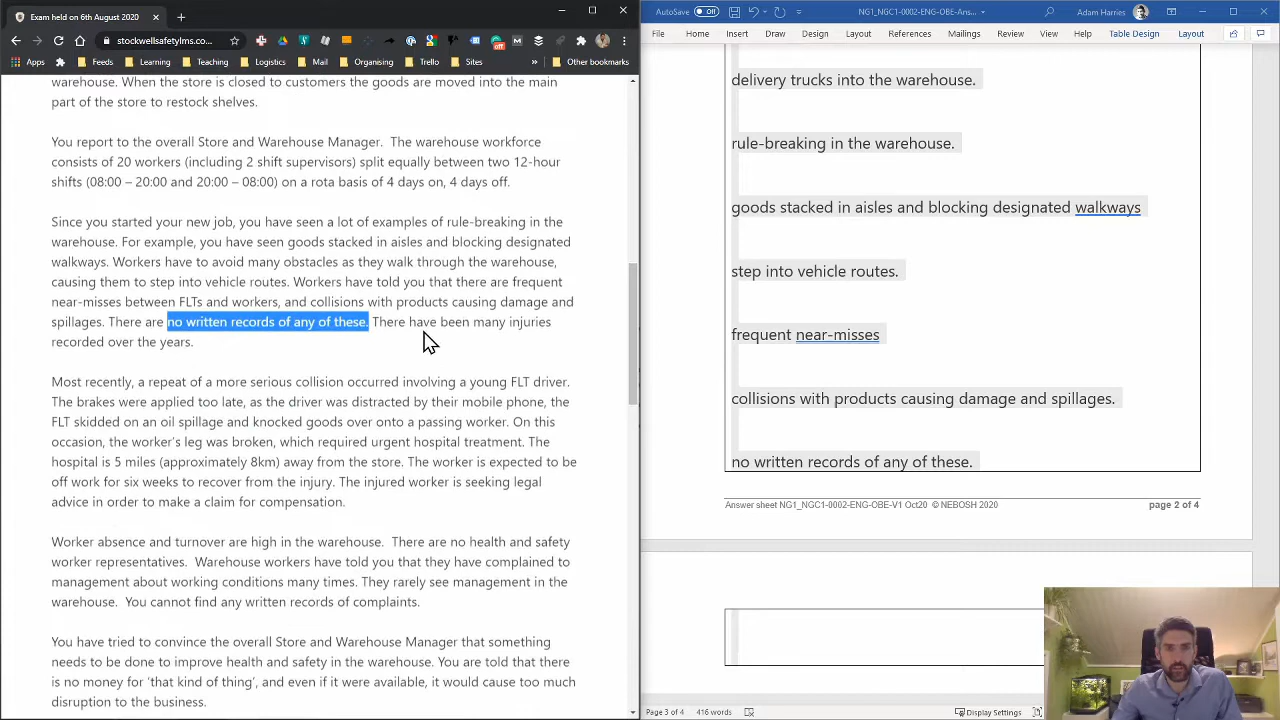 Exam held on 6th August 2020
stockwellsafetylms.co...
Apps
Feeds
Learning
Teaching
Logistics
Mail
Organising
Trello
Sites
»
Other bookmarks
off
warehouse. When the store is closed to customers the goods are moved into the main
part of the store to restock shelves.
You report to the overall Store and Warehouse Manager. The warehouse workforce
consists of 20 workers (including 2 shift supervisors) split equally between two 12-hour
shifts (08:00 – 20:00 and 20:00 – 08:00) on a rota basis of 4 days on, 4 days off.
Since you started your new job, you have seen a lot of examples of rule-breaking in the
warehouse. For example, you have seen goods stacked in aisles and blocking designated
walkways. Workers have to avoid many obstacles as they walk through the warehouse,
causing them to step into vehicle routes. Workers have told you that there are frequent
near-misses between FLTs and workers, and collisions with products causing damage and
spillages. There are no written records of any of these. There have been many injuries
recorded over the years.
Most recently, a repeat of a more serious collision occurred involving a young FLT driver.
The brakes were applied too late, as the driver was distracted by their mobile phone, the
FLT skidded on an oil spillage and knocked goods over onto a passing worker. On this
occasion, the worker's leg was broken, which required urgent hospital treatment. The
hospital is 5 miles (approximately 8km) away from the store. The worker is expected to be
off work for six weeks to recover from the injury. The injured worker is seeking legal
advice in order to make a claim for compensation.
Worker absence and turnover are high in the warehouse. There are no health and safety
worker representatives. Warehouse workers have told you that they have complained to
management about working conditions many times. They rarely see management in the
warehouse. You cannot find any written records of complaints.
You have tried to convince the overall Store and Warehouse Manager that something
needs to be done to improve health and safety in the warehouse. You are told that there
is no money for 'that kind of thing', and even if it were available, it would cause too much
disruption to the business.
AutoSave Off
NG1_NGC1-0002-ENG-OBE-Ans...
Adam Harries
File
Home
Insert
Draw
Design
Layout
References
Mailings
Review
View
Help
Table Design
Layout
delivery trucks into the warehouse.
rule-breaking in the warehouse.
goods stacked in aisles and blocking designated walkways
step into vehicle routes.
frequent near-misses
collisions with products causing damage and spillages.
no written records of any of these.
Answer sheet NG1_NGC1-0002-ENG-OBE-V1 Oct20 © NEBOSH 2020
page 2 of 4
Page 3 of 4
416 words
Display Settings